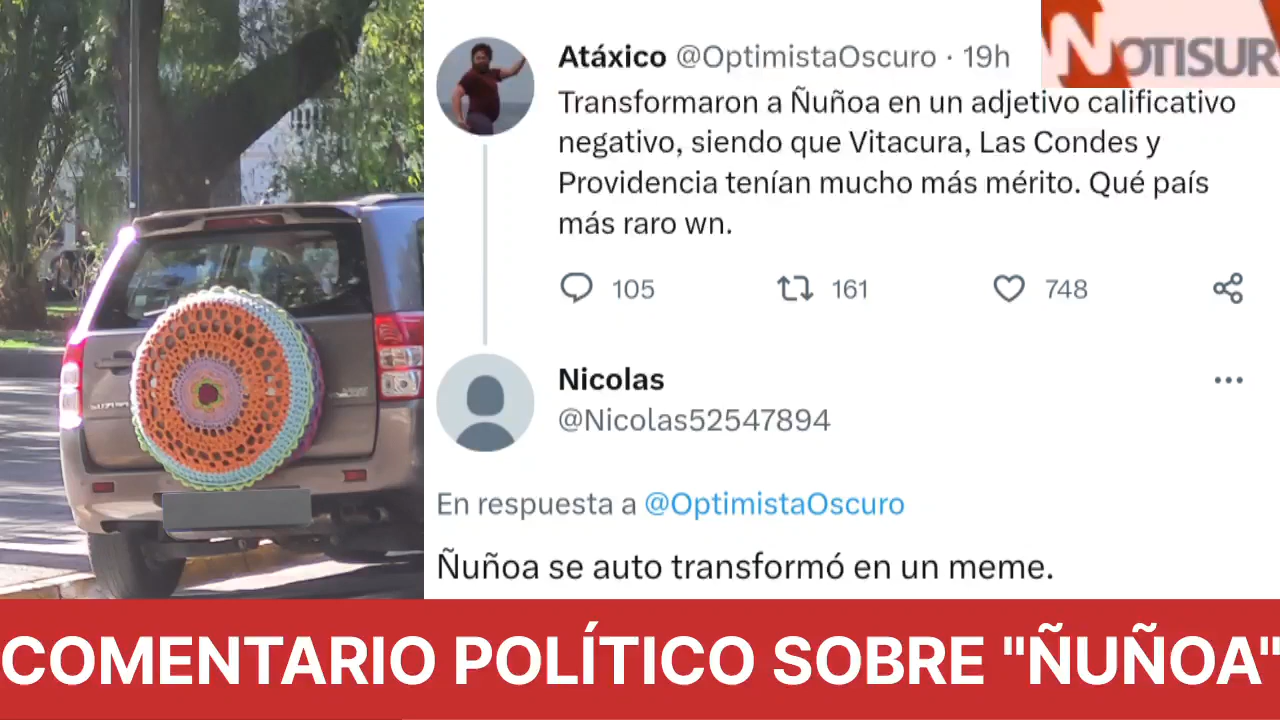 NOTISUR
Atáxico @OptimistaOscuro · 19h
Transformaron a Ñuñoa en un adjetivo calificativo
negativo, siendo que Vitacura, Las Condes y
Providencia tenían mucho más mérito. Qué país
más raro wn.
105 161 748
Nicolas
@Nicolas52547894
En respuesta a @OptimistaOscuro
Ñuñoa se auto transformó en un meme.
COMENTARIO POLÍTICO SOBRE "ÑUÑOA"